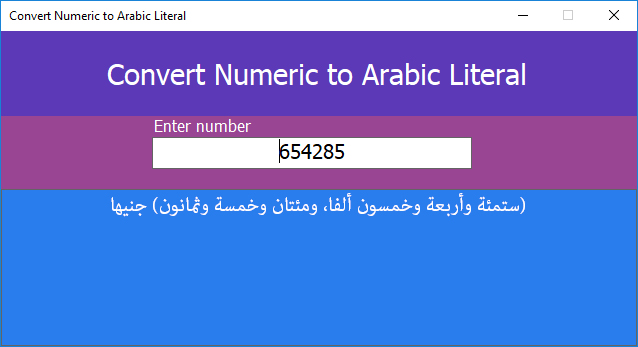 Convert Numeric to Arabic Literal
Convert Numeric to Arabic Literal
Enter number
654285
(ستمئة وأربعة وخمسون ألفا، ومئتان وخمسة وثمانون) جنيها